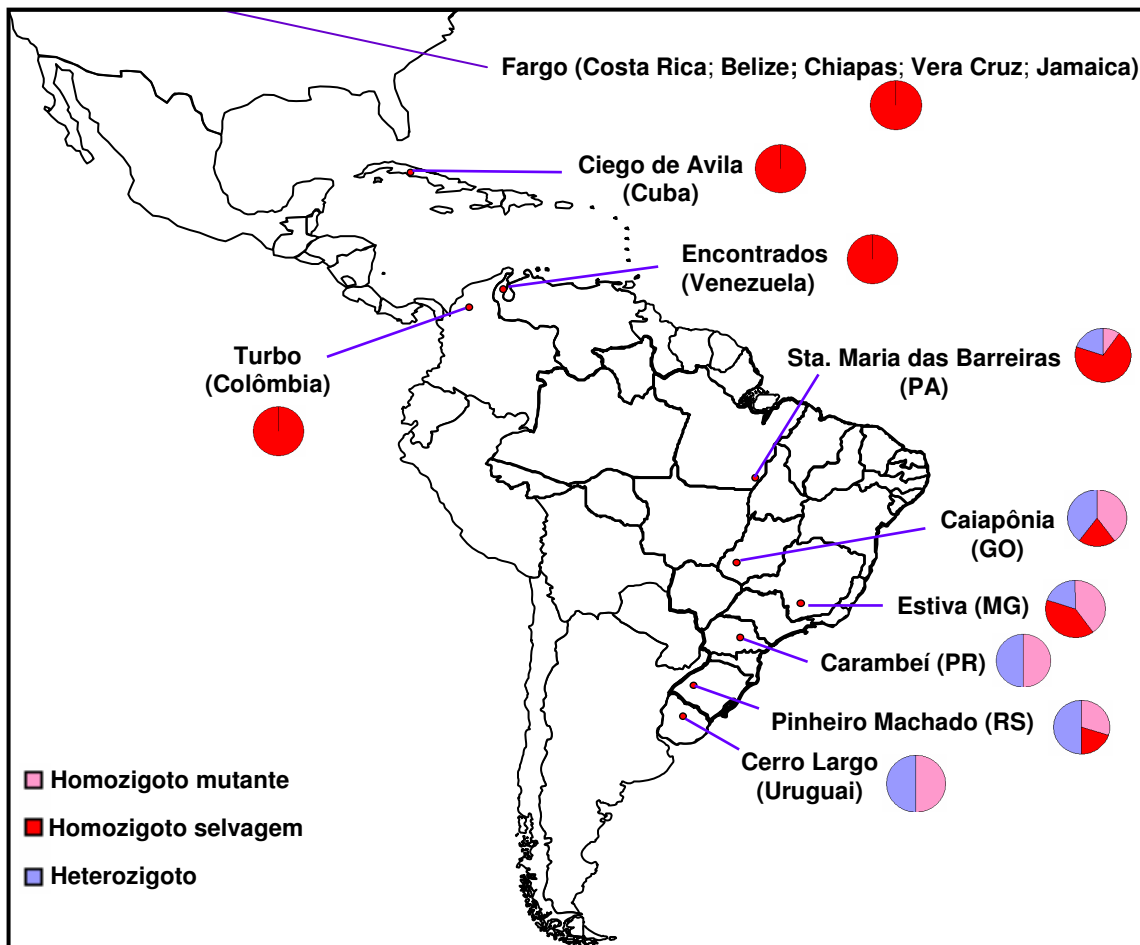 Fargo (Costa Rica; Belize; Chiapas; Vera Cruz; Jamaica)
Ciego de Avila
(Cuba)
Encontrados
(Venezuela)
Turbo
(Colômbia)
Sta. Maria das Barreiras
(PA)
Caiapônia
(GO)
Estiva (MG)
Carambeí (PR)
Pinheiro Machado (RS)
Cerro Largo
(Uruguai)
Homozigoto mutante
Homozigoto selvagem
Heterozigoto